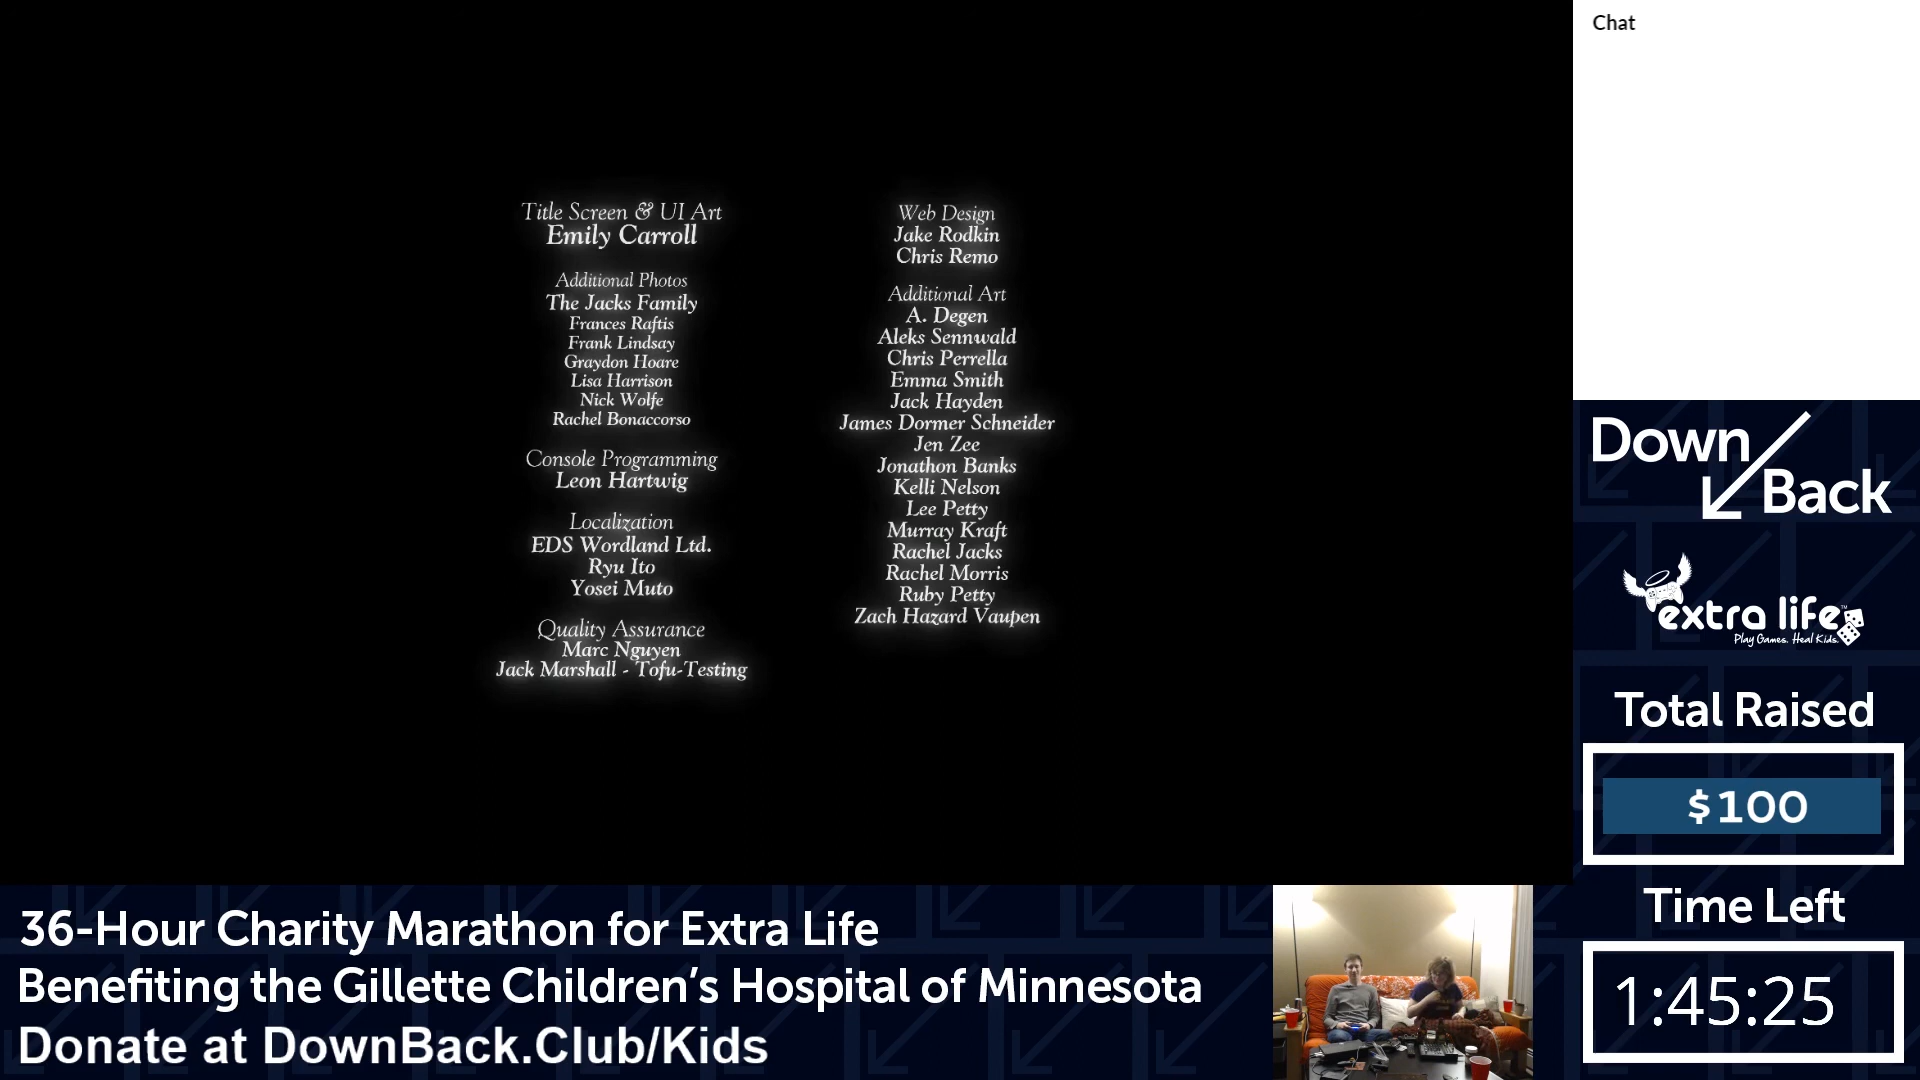 Title Screen & UI Art
Emily Carroll
Additional Photos
The Jacks Family
Frances Raftis
Frank Lindsay
Graydon Hoare
Lisa Harrison
Nick Wolfe
Rachel Bonaccorso
Console Programming
Leon Hartwig
Localization
EDS Wordland Ltd.
Ryu Ito
Yosei Muto
Quality Assurance
Marc Nguyen
Jack Marshall - Tofu-Testing
Web Design
Jake Rodkin
Chris Remo
Additional Art
A. Degen
Aleks Sennwald
Chris Perrella
Emma Smith
Jack Hayden
James Dormer Schneider
Jen Zee
Jonathon Banks
Kelli Nelson
Lee Petty
Murray Kraft
Rachel Jacks
Rachel Morris
Ruby Petty
Zach Hazard Vaupen
Chat
Down
Back
extra life™
Play Games. Heal Kids.
Total Raised
$100
Time Left
1:45:25
36-Hour Charity Marathon for Extra Life
Benefiting the Gillette Children’s Hospital of Minnesota
Donate at DownBack.Club/Kids